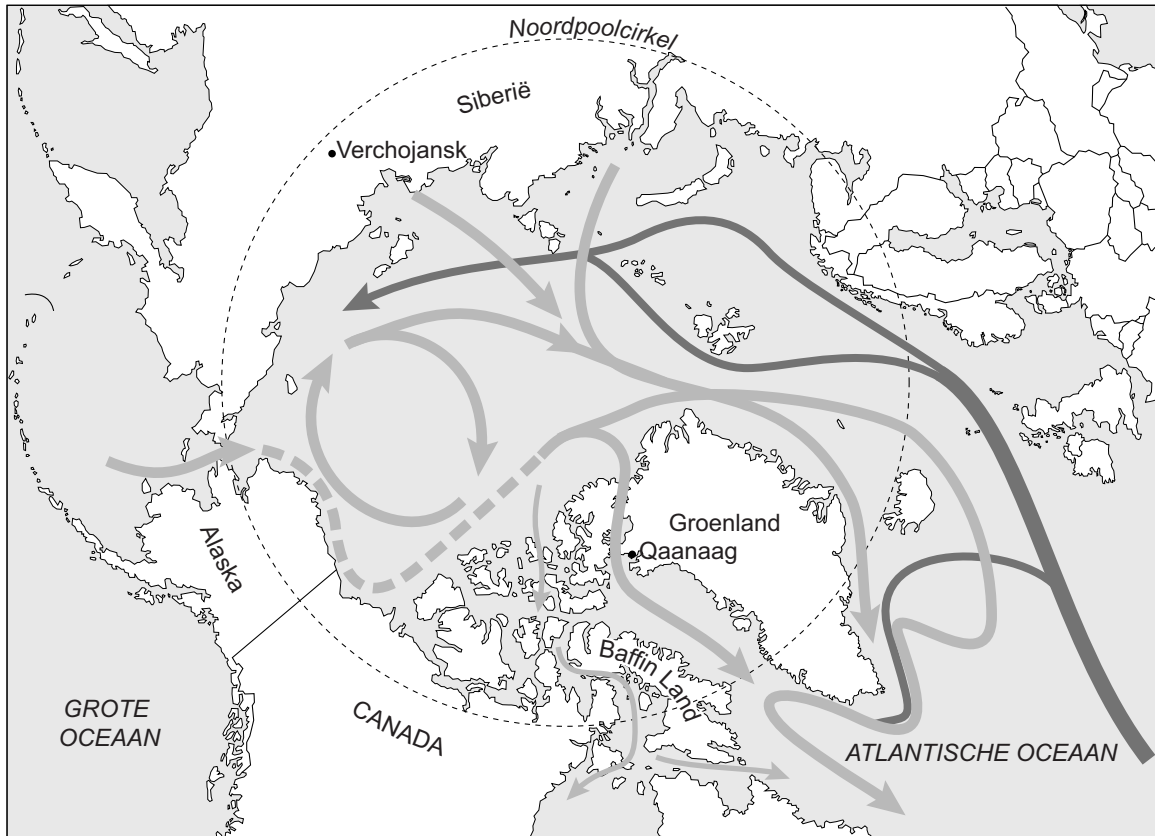 Noordpoolcirkel
Siberië
Verchojansk
Groenland
Qaanaag
Alaska
Baffin Land
GROTE
OCEAAN
CANADA
ATLANTISCHE OCEAAN